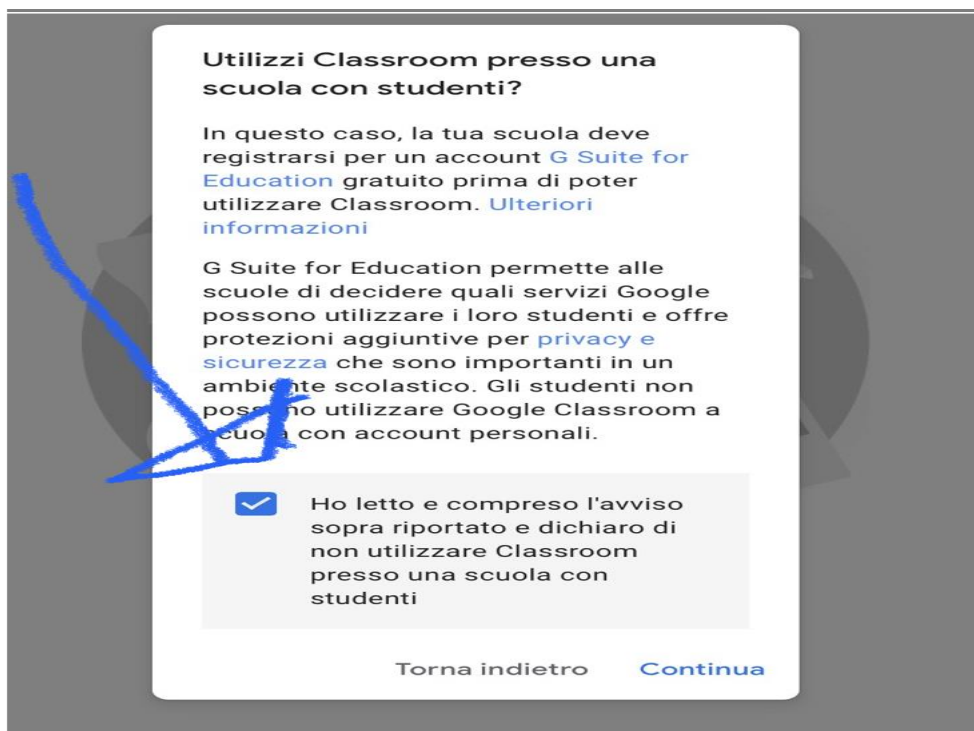 Utilizzi Classroom presso una
scuola con studenti?
In questo caso, la tua scuola deve
registrarsi per un account G Suite for
Education gratuito prima di poter
utilizzare Classroom. Ulteriori
informazioni
G Suite for Education permette alle
scuole di decidere quali servizi Google
possono utilizzare i loro studenti e offre
protezioni aggiuntive per privacy e
sicurezza che sono importanti in un
ambiente scolastico. Gli studenti non
possono utilizzare Google Classroom a
scuola con account personali.
Ho letto e compreso l'avviso
sopra riportato e dichiaro di
non utilizzare Classroom
presso una scuola con
studenti
Torna indietro Continua